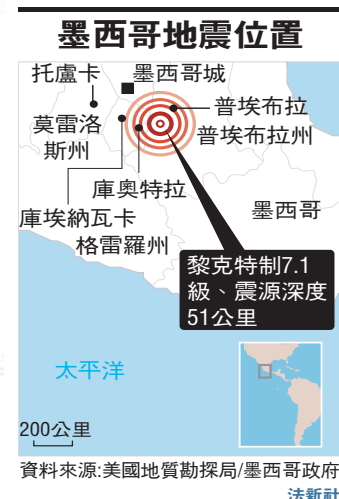 墨西哥地震位置
托盧卡
墨西哥城
普埃布拉
莫雷洛
斯州
普埃布拉州
庫奧特拉
庫埃納瓦卡
墨西哥
格雷羅州
黎克特制7.1
級、震源深度
51公里
太平洋
200公里
資料來源:美國地質勘探局/墨西哥政府
法新社